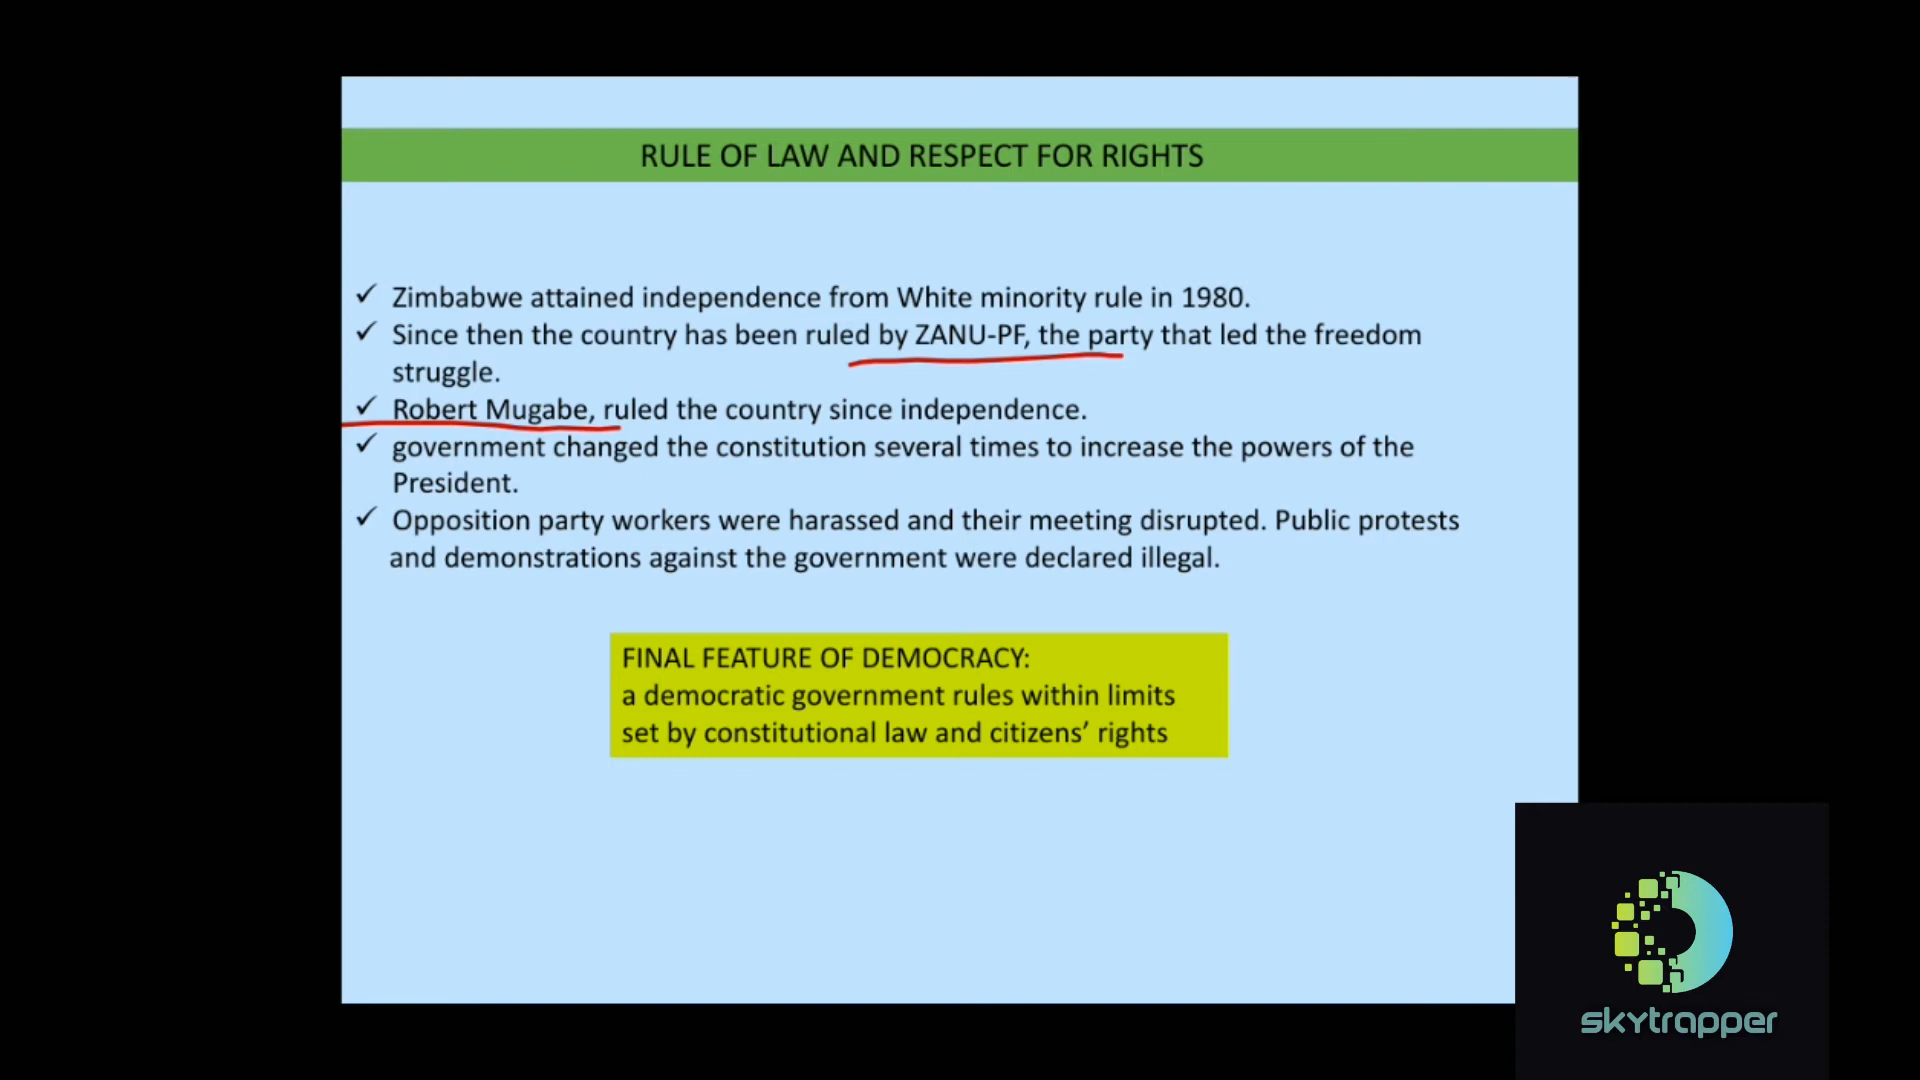 RULE OF LAW AND RESPECT FOR RIGHTS
✓ Zimbabwe attained independence from White minority rule in 1980.
✓ Since then the country has been ruled by ZANU-PF, the party that led the freedom
struggle.
✓ Robert Mugabe, ruled the country since independence.
✓ government changed the constitution several times to increase the powers of the
President.
✓ Opposition party workers were harassed and their meeting disrupted. Public protests
and demonstrations against the government were declared illegal.
FINAL FEATURE OF DEMOCRACY:
a democratic government rules within limits
set by constitutional law and citizens’ rights
skytrapper